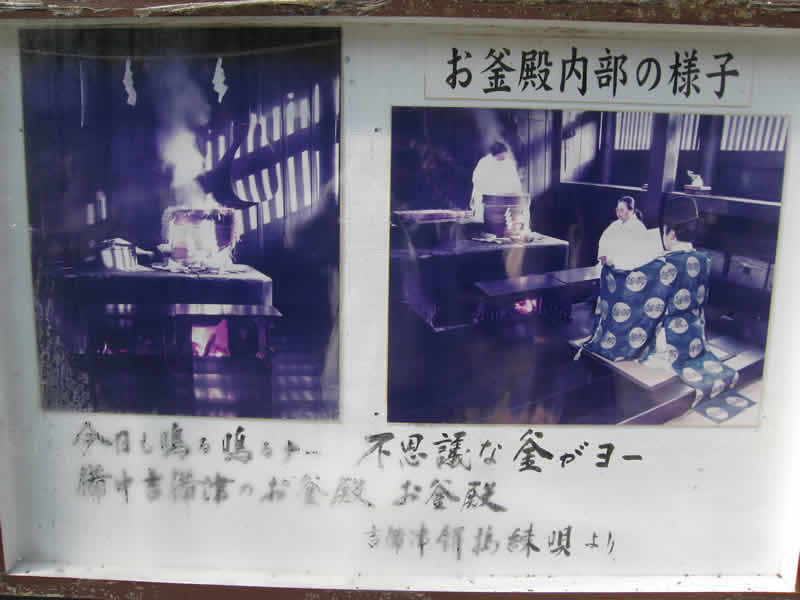 お釜殿内部の様子
今日も鳴る鳴るヨー 不思議な釜がヨー
備中吉備津のお釜殿 お釜殿
吉備津餅搗練唄より